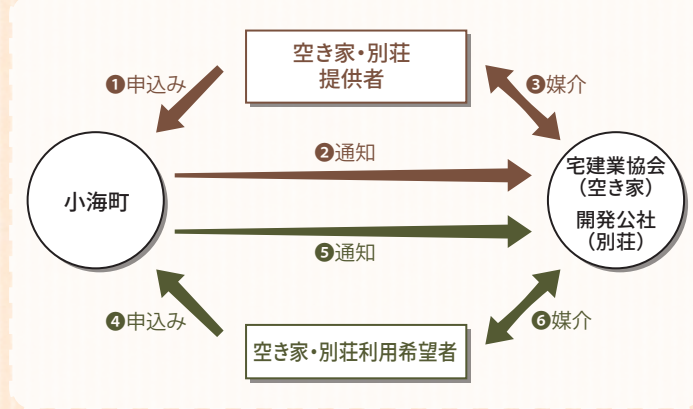 空き家・別荘
提供者
❶申込み
❸媒介
❷通知
小海町
宅建業協会
（空き家）
開発公社
（別荘）
❺通知
❹申込み
❻媒介
空き家・別荘利用希望者